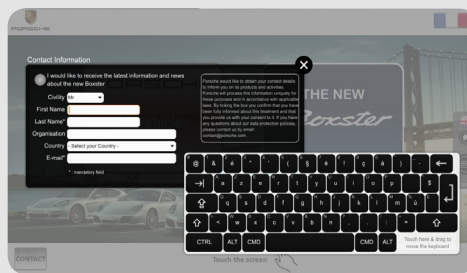 PORSCHE
Contact Information
I would like to receive the latest information and news
about the new Boxster
Civility Mr
First Name
Last Name*
Organisation
Country - Select your Country -
E-mail*
* : mandatory field
Porsche would like to obtain your contact details
to inform you on its products and activities.
Porsche will process this information uniquely for
these purposes and in accordance with applicable
laws. By ticking the box you confirm that you have
been fully informed about this treatment and that
you provide us with your consent to it. If you have
any questions about our data protection policies,
please contact us by email
contact@porsche.com.
THE NEW
Boxster
@ & é " ' ( § è ! ç à ) -
a z e r t y u i o p $
q s d f g h j k l m ù
< w x c v b n , : =
CTRL ALT CMD CMD ALT
Touch here & drag to
move the keyboard
CONTACT
Touch the screen